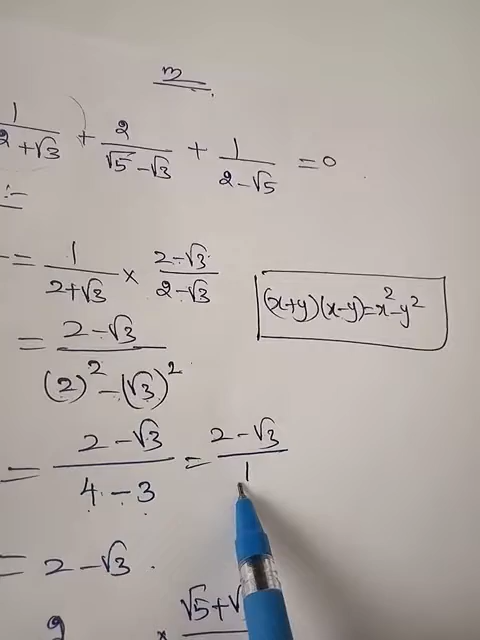 1/(2+√3) + 2/(√5-√3) + 1/(2-√5) = 0
:-
= 1/(2+√3) × (2-√3)/(2-√3)
(x+y)(x-y)=x²-y²
= (2-√3)/((2)²-(√3)²)
= (2-√3)/(4-3) = (2-√3)/1
= 2-√3.
× √5+√